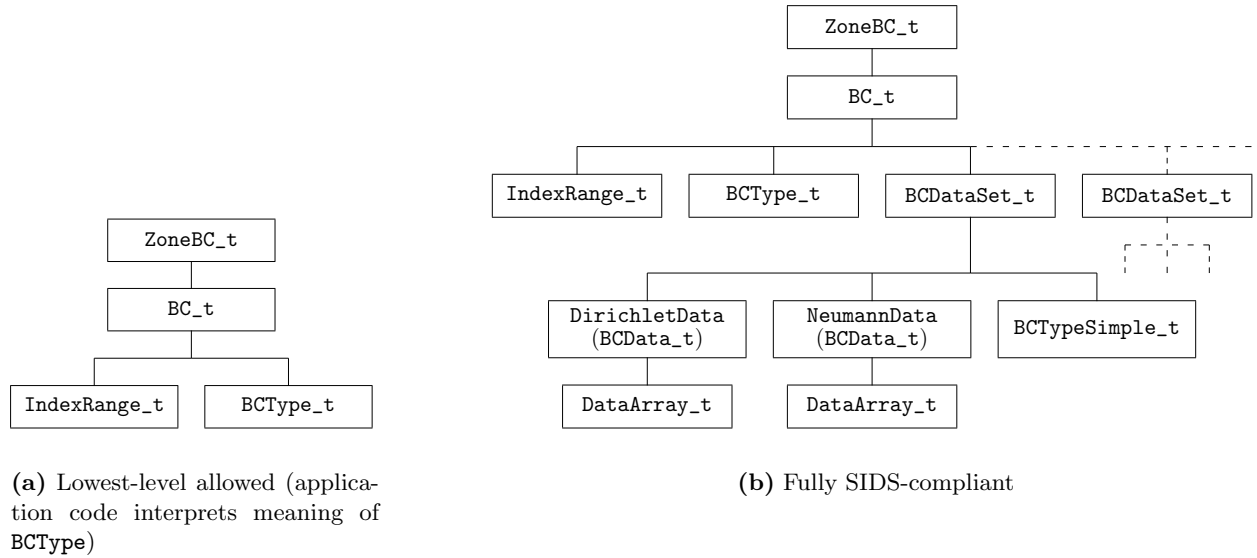 ZoneBC_t
BC_t
IndexRange_t
BCType_t
(a) Lowest-level allowed (applica-
tion code interprets meaning of
BCType)
ZoneBC_t
BC_t
IndexRange_t
BCType_t
BCDataSet_t
BCDataSet_t
DirichletData
(BCData_t)
NeumannData
(BCData_t)
BCTypeSimple_t
DataArray_t
DataArray_t
(b) Fully SIDS-compliant